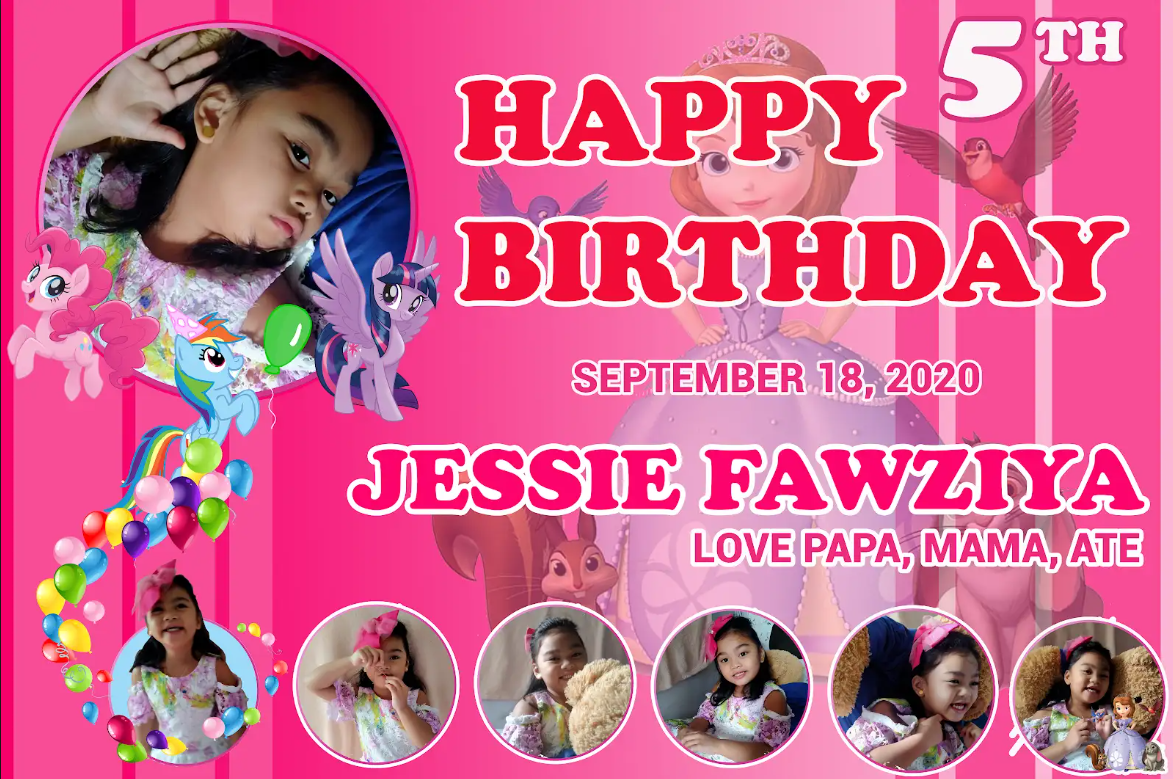 5TH
HAPPY
BIRTHDAY
SEPTEMBER 18, 2020
JESSIE FAWZIYA
LOVE PAPA, MAMA, ATE